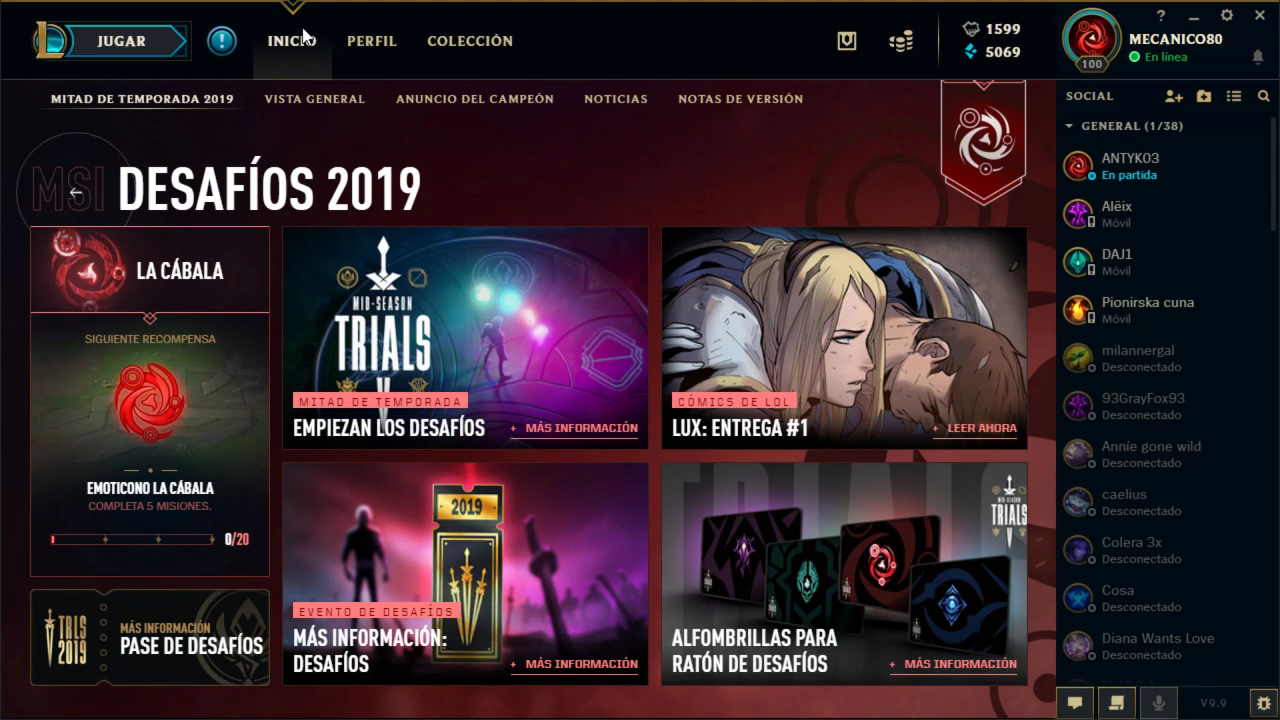 JUGAR
INICIO
PERFIL
COLECCIÓN
1599
5069
?
MECANICO80
En línea
100
MITAD DE TEMPORADA 2019
VISTA GENERAL
ANUNCIO DEL CAMPEÓN
NOTICIAS
NOTAS DE VERSIÓN
MSI
DESAFÍOS 2019
LA CÁBALA
SIGUIENTE RECOMPENSA
EMOTICONO LA CÁBALA
COMPLETA 5 MISIONES.
0/20
TRLS
2019
MÁS INFORMACIÓN
PASE DE DESAFÍOS
MID-SEASON
TRIALS
MITAD DE TEMPORADA
EMPIEZAN LOS DESAFÍOS
+ MÁS INFORMACIÓN
CÓMICS DE LOL
LUX: ENTREGA #1
+ LEER AHORA
2019
EVENTO DE DESAFÍOS
MÁS INFORMACIÓN:
DESAFÍOS
+ MÁS INFORMACIÓN
TRIALS
MID-SEASON
TRIALS
ALFOMBRILLAS PARA
RATÓN DE DESAFÍOS
+ MÁS INFORMACIÓN
SOCIAL
GENERAL (1/38)
ANTYK03
En partida
Alëix
Móvil
DAJ1
Móvil
Pionirska cuna
Móvil
milannergal
Desconectado
93GrayFox93
Desconectado
Anníe gone wild
Desconectado
caelius
Desconectado
Colera 3x
Desconectado
Cosa
Desconectado
Diana Wants Love
Desconectado
V9.9